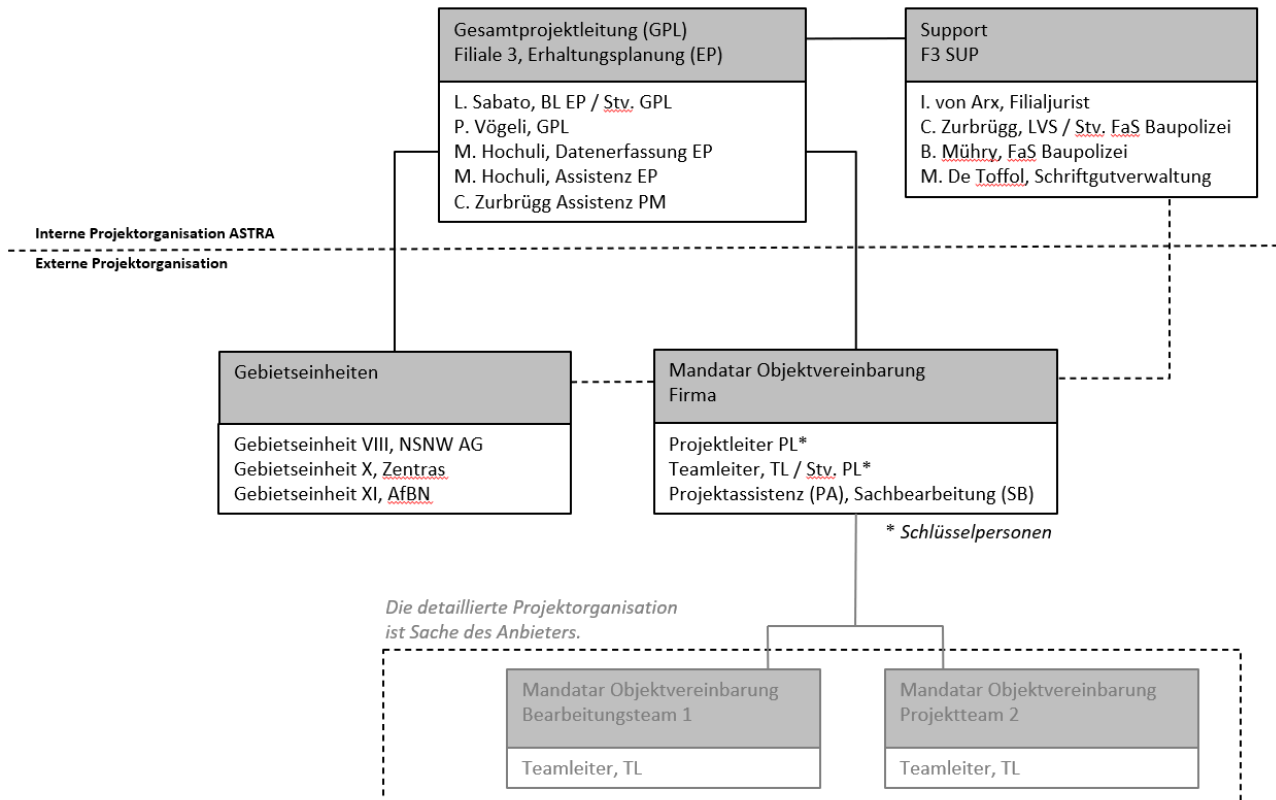 Gesamtprojektleitung (GPL)
Filiale 3, Erhaltungsplanung (EP)
L. Sabato, BL EP / Stv. GPL
P. Vögeli, GPL
M. Hochuli, Datenerfassung EP
M. Hochuli, Assistenz EP
C. Zurbrügg Assistenz PM
Support
F3 SUP
I. von Arx, Filialjurist
C. Zurbrügg, LVS / Stv. FaS Baupolizei
B. Mühry, FaS Baupolizei
M. De Toffol, Schriftgutverwaltung
Interne Projektorganisation ASTRA
Externe Projektorganisation
Gebietseinheiten
Gebietseinheit VIII, NSNW AG
Gebietseinheit X, Zentras
Gebietseinheit XI, AfBN
Mandatar Objektvereinbarung
Firma
Projektleiter PL*
Teamleiter, TL / Stv. PL*
Projektassistenz (PA), Sachbearbeitung (SB)
* Schlüsselpersonen
Die detaillierte Projektorganisation
ist Sache des Anbieters.
Mandatar Objektvereinbarung
Bearbeitungsteam 1
Teamleiter, TL
Mandatar Objektvereinbarung
Projektteam 2
Teamleiter, TL